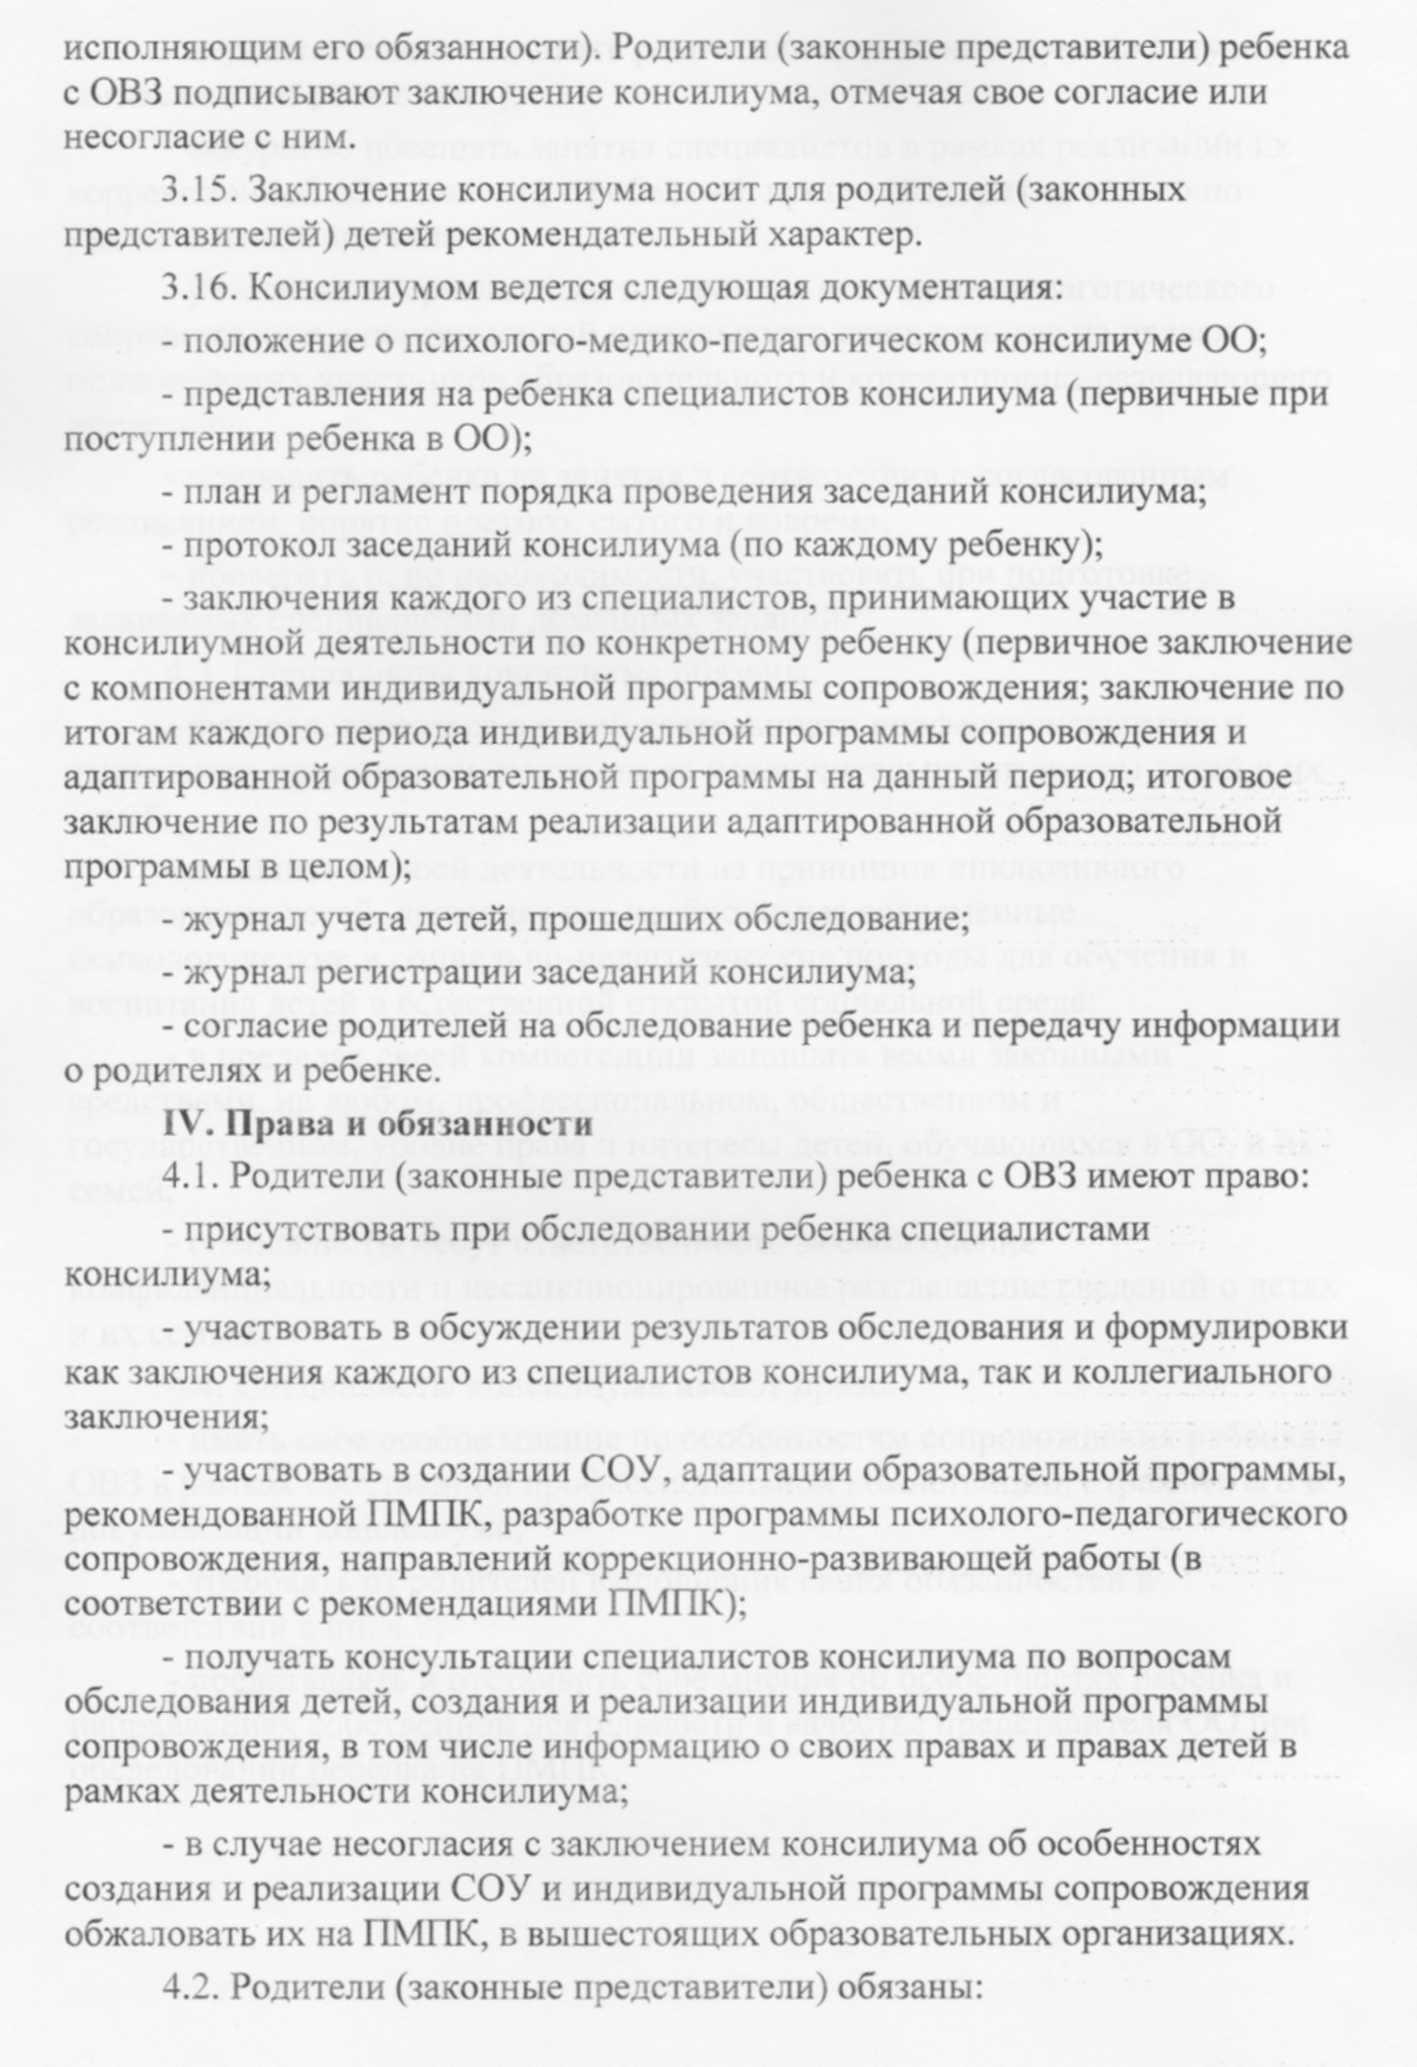 исполняющим его обязанности). Родители (законные представители) ребенка
с ОВЗ подписывают заключение консилиума, отмечая свое согласие или
несогласие с ним.
3.15. Заключение консилиума носит для родителей (законных
представителей) детей рекомендательный характер.
3.16. Консилиумом ведется следующая документация:
- положение о психолого-медико-педагогическом консилиуме ОО;
- представления на ребенка специалистов консилиума (первичные при
поступлении ребенка в ОО);
- план и регламент порядка проведения заседаний консилиума;
- протокол заседаний консилиума (по каждому ребенку);
- заключения каждого из специалистов, принимающих участие в
консилиумной деятельности по конкретному ребенку (первичное заключение
с компонентами индивидуальной программы сопровождения; заключение по
итогам каждого периода индивидуальной программы сопровождения и
адаптированной образовательной программы на данный период; итоговое
заключение по результатам реализации адаптированной образовательной
программы в целом);
- журнал учета детей, прошедших обследование;
- журнал регистрации заседаний консилиума;
- согласие родителей на обследование ребенка и передачу информации
о родителях и ребенке.
IV. Права и обязанности
4.1. Родители (законные представители) ребенка с ОВЗ имеют право:
- присутствовать при обследовании ребенка специалистами
консилиума;
- участвовать в обсуждении результатов обследования и формулировки
как заключения каждого из специалистов консилиума, так и коллегиального
заключения;
- участвовать в создании СОУ, адаптации образовательной программы,
рекомендованной ПМПК, разработке программы психолого-педагогического
сопровождения, направлений коррекционно-развивающей работы (в
соответствии с рекомендациями ПМПК);
- получать консультации специалистов консилиума по вопросам
обследования детей, создания и реализации индивидуальной программы
сопровождения, в том числе информацию о своих правах и правах детей в
рамках деятельности консилиума;
- в случае несогласия с заключением консилиума об особенностях
создания и реализации СОУ и индивидуальной программы сопровождения
обжаловать их на ПМПК, в вышестоящих образовательных организациях.
4.2. Родители (законные представители) обязаны: